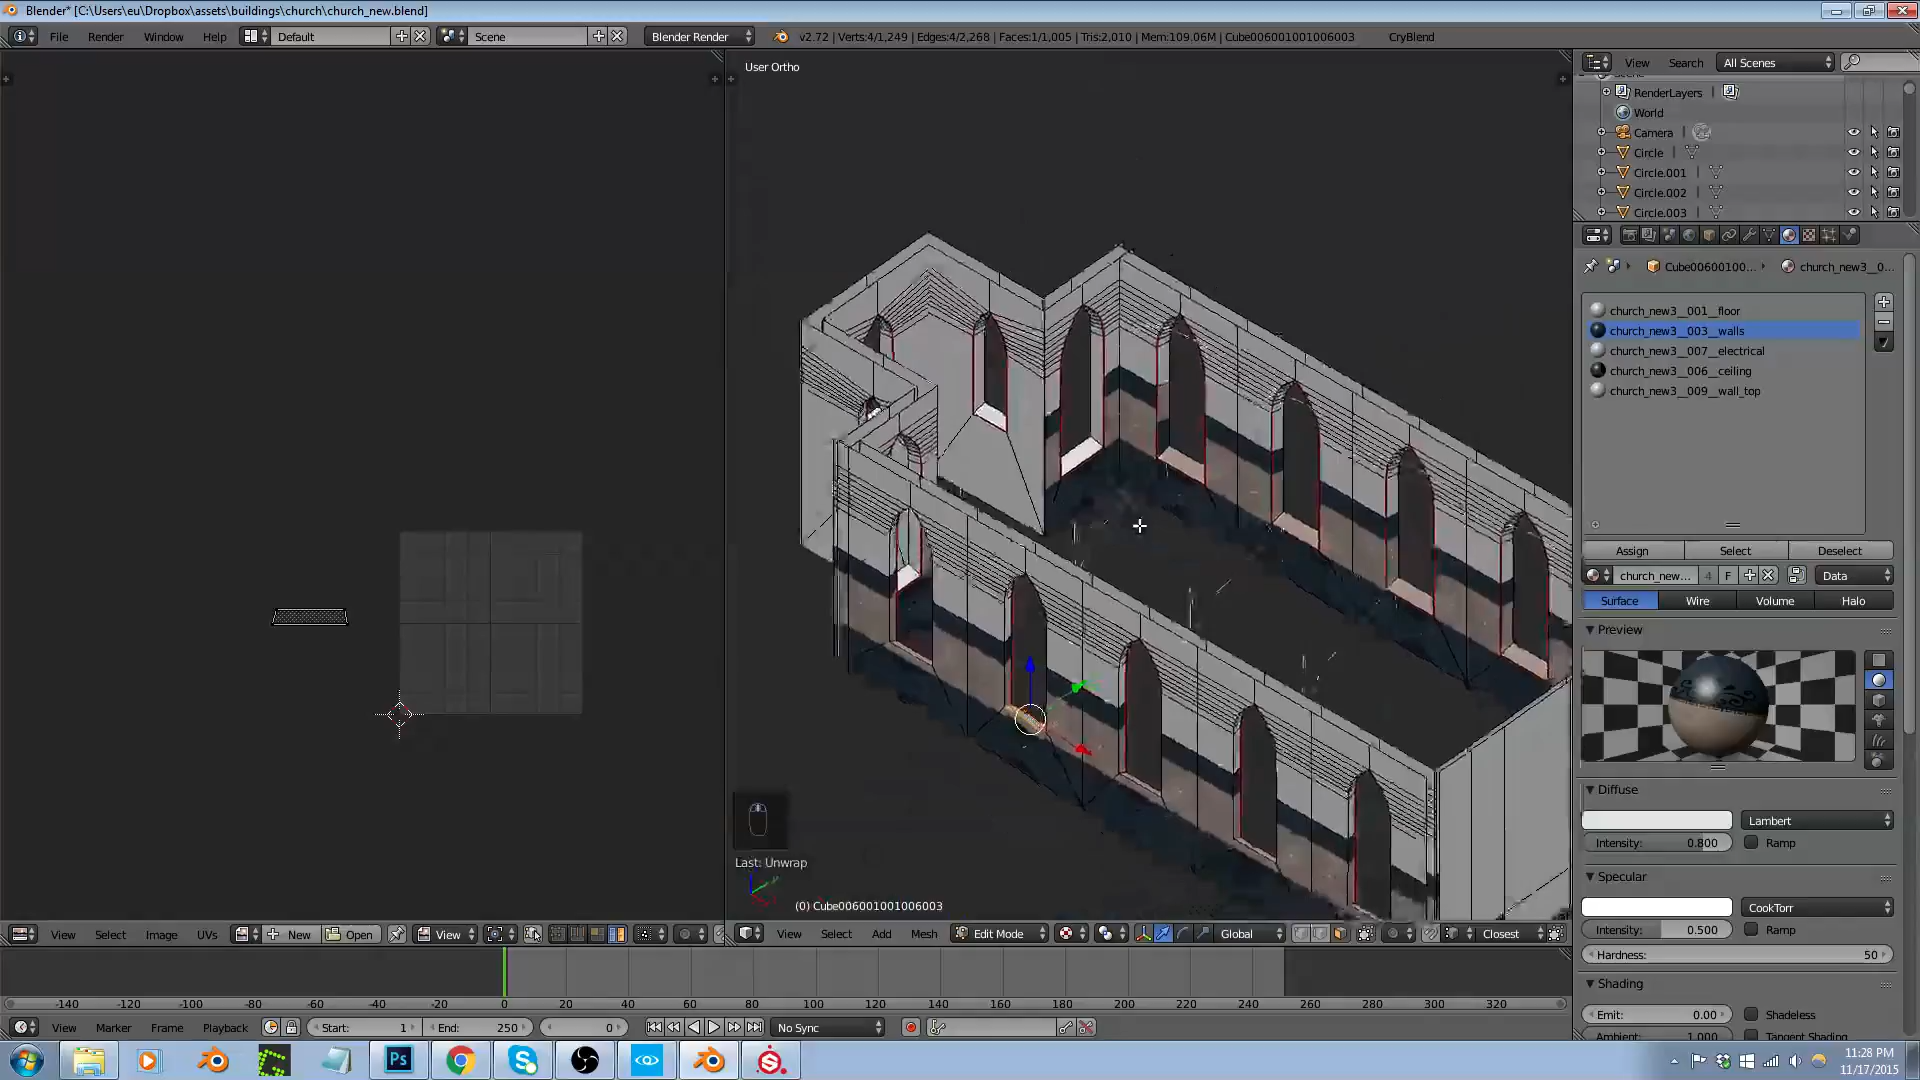 Blender* [C:\Users\eu\Dropbox\assets\buildings\church\church_new.blend]
File Render Window Help Default Scene Blender Render v2.72 | Verts:4/1,249 | Edges:4/2,268 | Faces:1/1,005 | Tris:2,010 | Mem:109.06M | Cube006001001006003 CryBlend
User Ortho
View Search All Scenes
RenderLayers
World
Camera
Circle
Circle.001
Circle.002
Circle.003
Cube00600100... church_new3__0...
church_new3__001__floor
church_new3__003__walls
church_new3__007__electrical
church_new3__006__ceiling
church_new3__009__wall_top
Assign Select Deselect
church_new... 4 F Data
Surface Wire Volume Halo
Preview
Diffuse
Lambert
Intensity: 0.800 Ramp
Specular
CookTorr
Intensity: 0.500 Ramp
Hardness: 50
Shading
Emit: 0.00 Shadeless
Ambient: 1.000 Tangent Shading
Last: Unwrap
(0) Cube006001001006003
View Select Image UVs New Open View
View Select Add Mesh Edit Mode Global Closest
-140 -120 -100 -80 -60 -40 -20 0 20 40 60 80 100 120 140 160 180 200 220 240 260 280 300 320
View Marker Frame Playback Start: 1 End: 250 0 No Sync
Ps
11:28 PM
11/17/2015